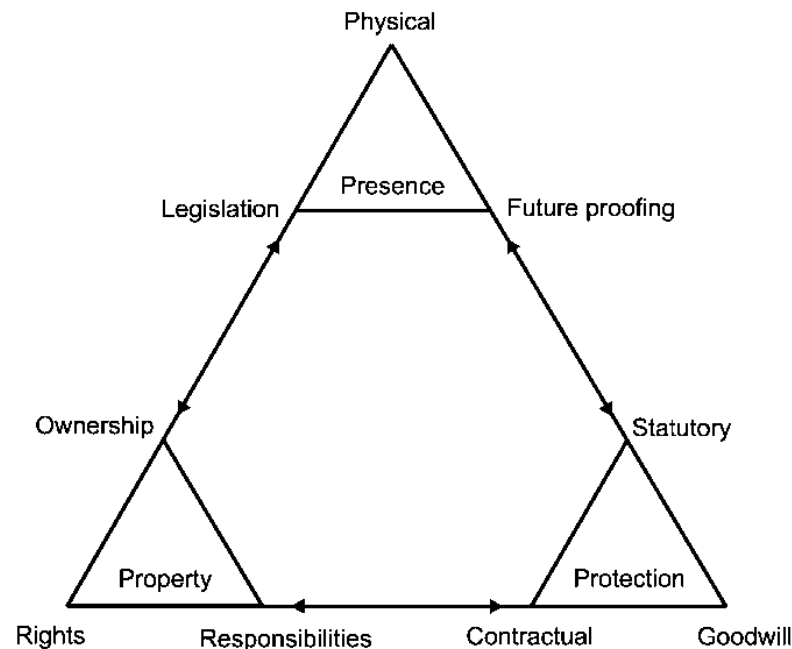 Physical
Presence
Legislation
Future proofing
Ownership
Statutory
Property
Protection
Rights
Responsibilities
Contractual
Goodwill